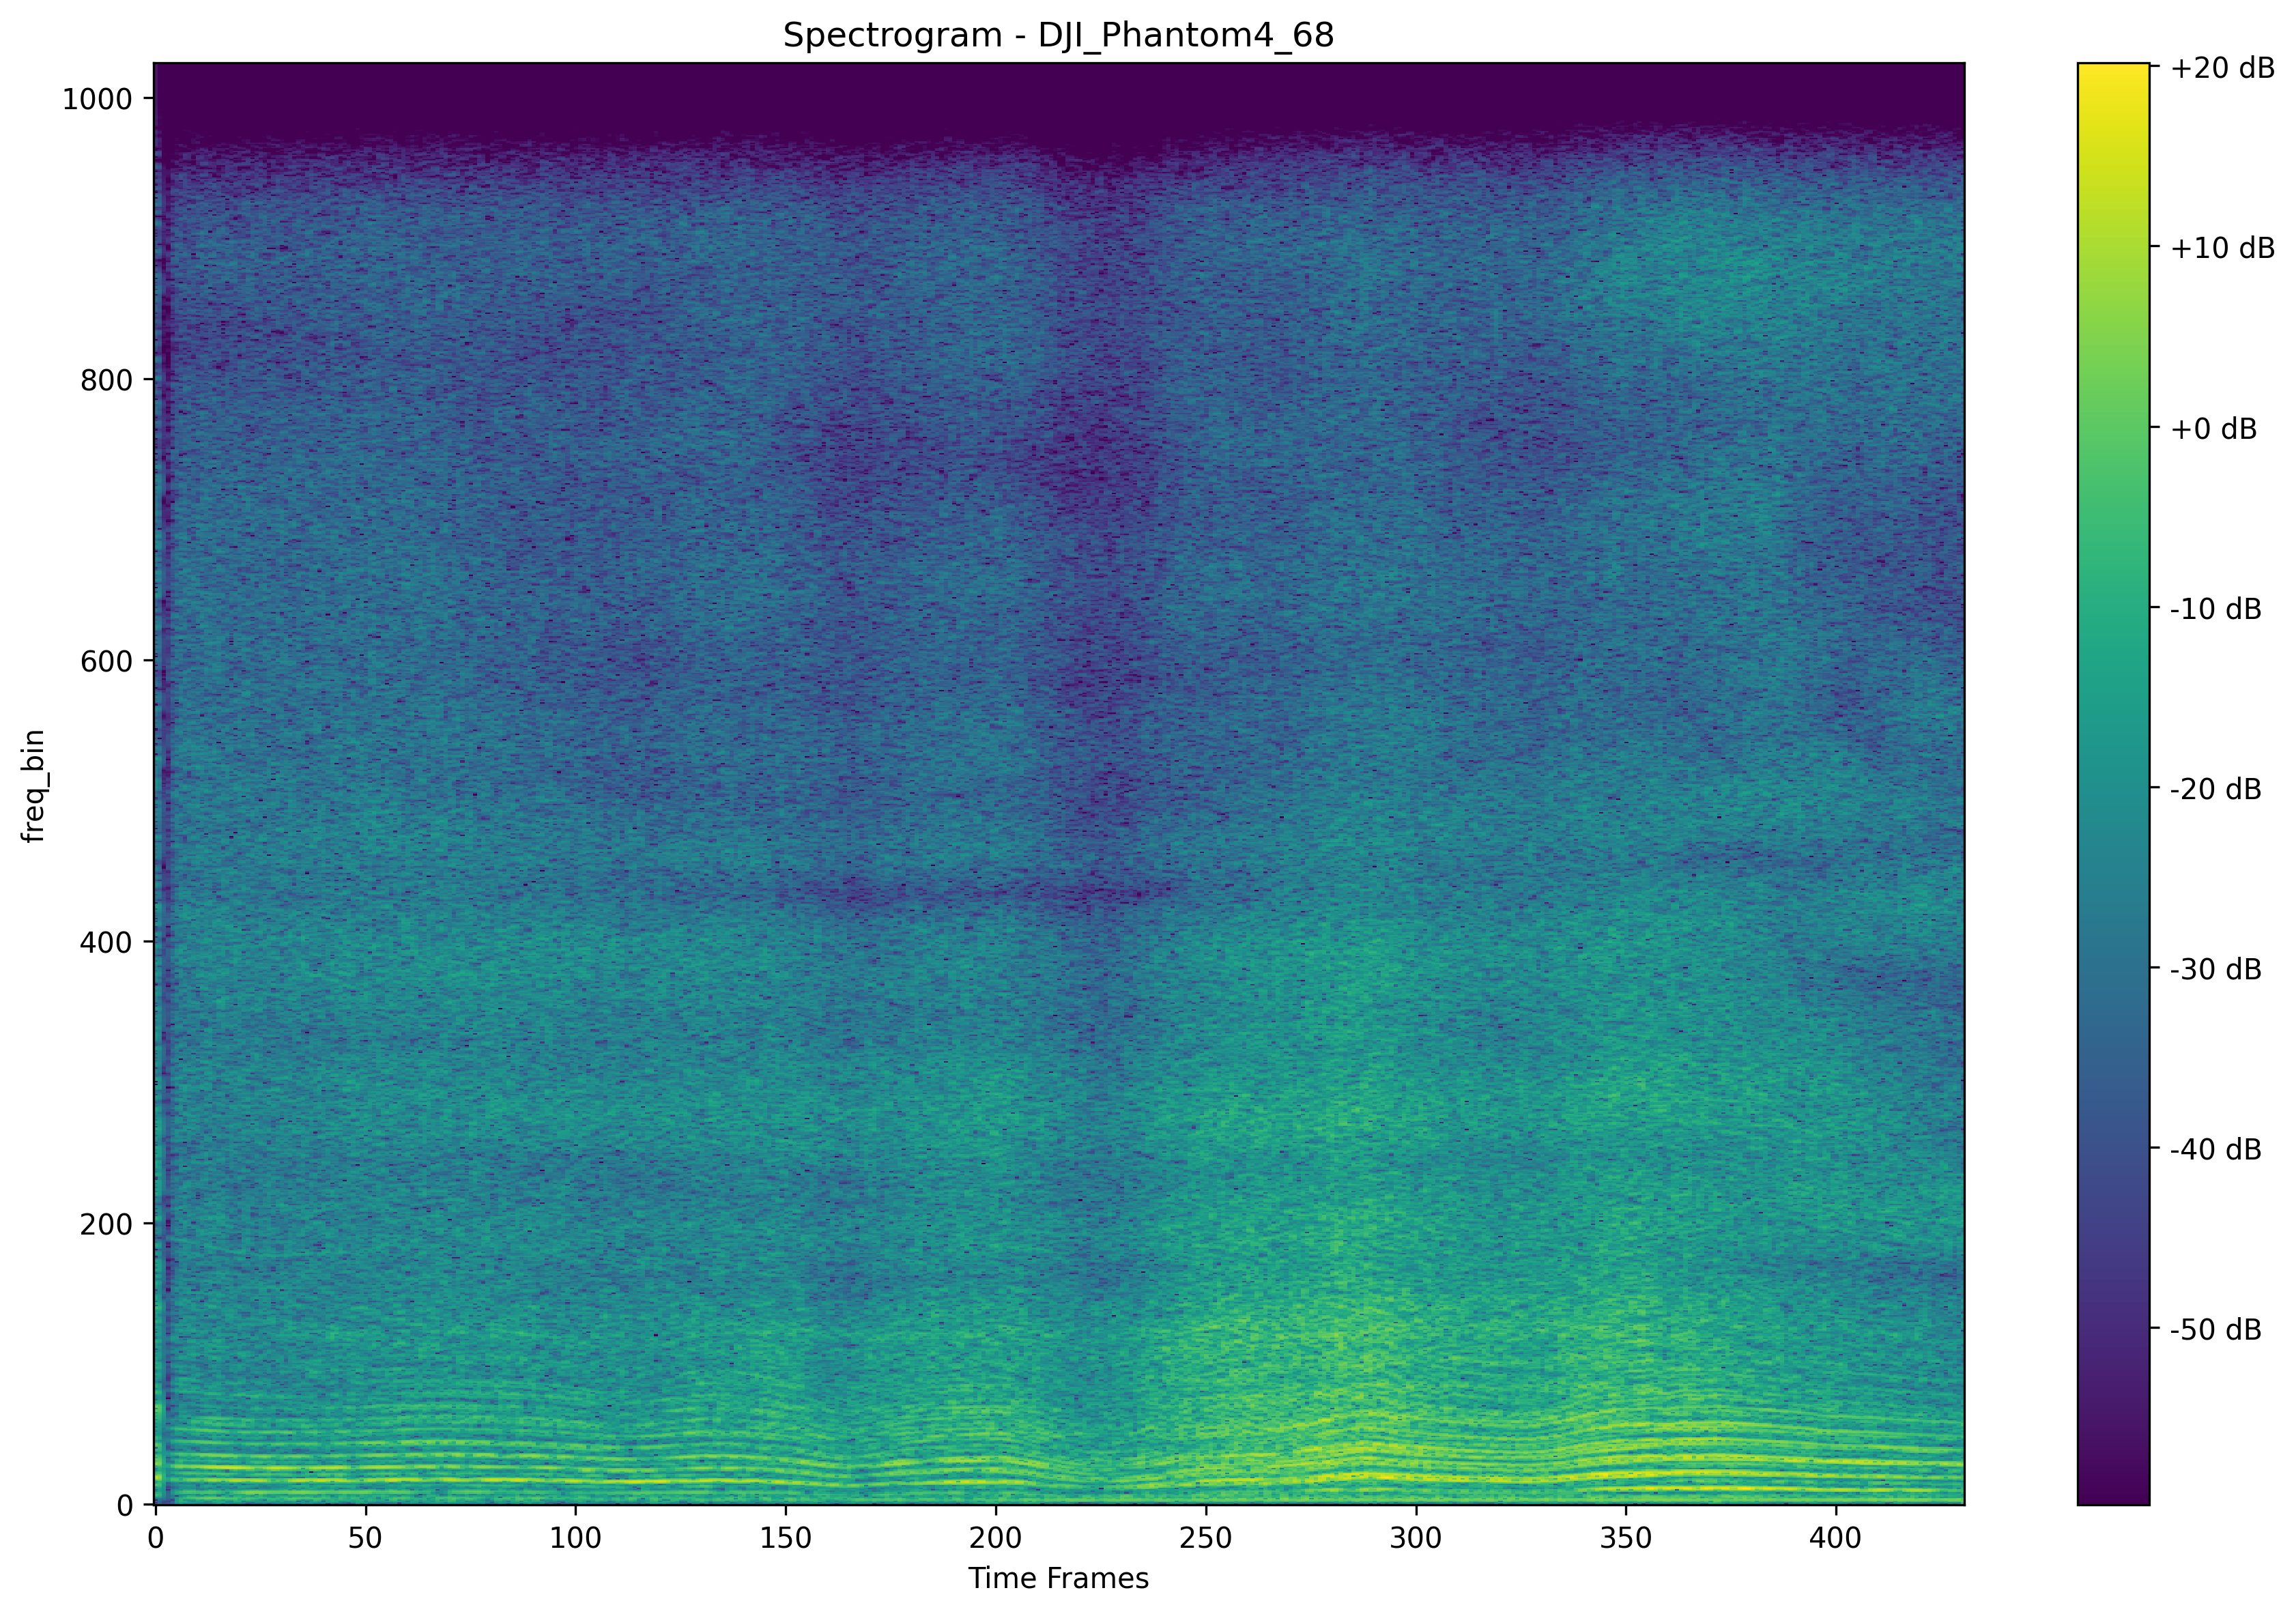 Spectrogram - DJI_Phantom4_68
1000
800
600
400
200
0
freq_bin
0 50 100 150 200 250 300 350 400
Time Frames
+20 dB
+10 dB
+0 dB
-10 dB
-20 dB
-30 dB
-40 dB
-50 dB